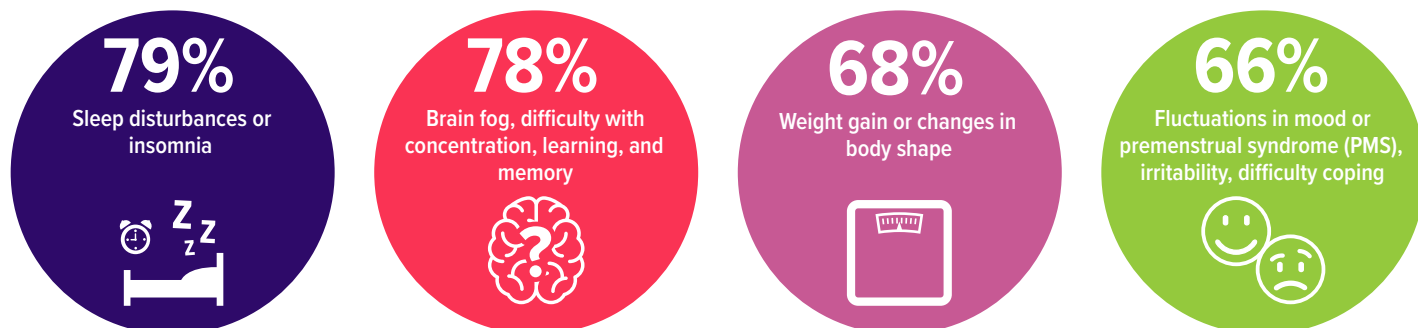 79%
Sleep disturbances or
insomnia
Z
Z
Z
78%
Brain fog, difficulty with
concentration, learning, and
memory
?
68%
Weight gain or changes in
body shape
66%
Fluctuations in mood or
premenstrual syndrome (PMS),
irritability, difficulty coping